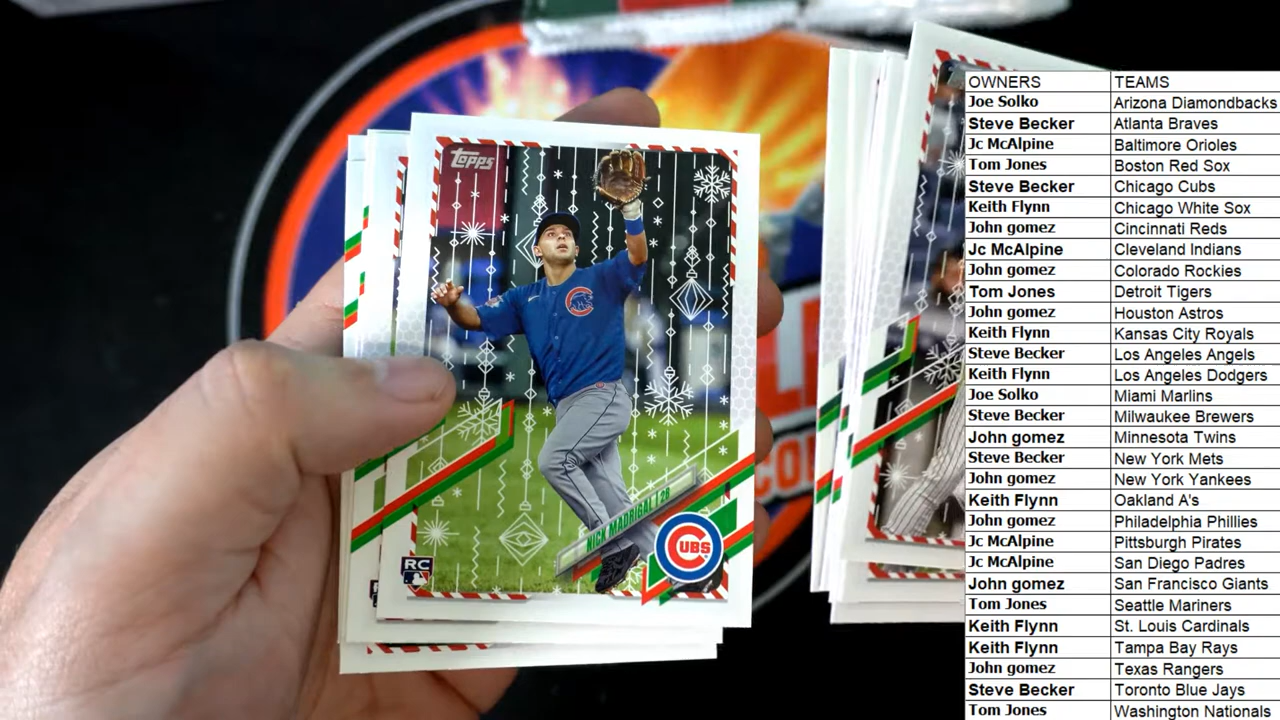 Topps
NICK MADRIGAL | 2B
CUBS
RC
OWNERS TEAMS
Joe Solko Arizona Diamondbacks
Steve Becker Atlanta Braves
Jc McAlpine Baltimore Orioles
Tom Jones Boston Red Sox
Steve Becker Chicago Cubs
Keith Flynn Chicago White Sox
John gomez Cincinnati Reds
Jc McAlpine Cleveland Indians
John gomez Colorado Rockies
Tom Jones Detroit Tigers
John gomez Houston Astros
Keith Flynn Kansas City Royals
Steve Becker Los Angeles Angels
Keith Flynn Los Angeles Dodgers
Joe Solko Miami Marlins
Steve Becker Milwaukee Brewers
John gomez Minnesota Twins
Steve Becker New York Mets
John gomez New York Yankees
Keith Flynn Oakland A's
John gomez Philadelphia Phillies
Jc McAlpine Pittsburgh Pirates
Jc McAlpine San Diego Padres
John gomez San Francisco Giants
Tom Jones Seattle Mariners
Keith Flynn St. Louis Cardinals
Keith Flynn Tampa Bay Rays
John gomez Texas Rangers
Steve Becker Toronto Blue Jays
Tom Jones Washington Nationals